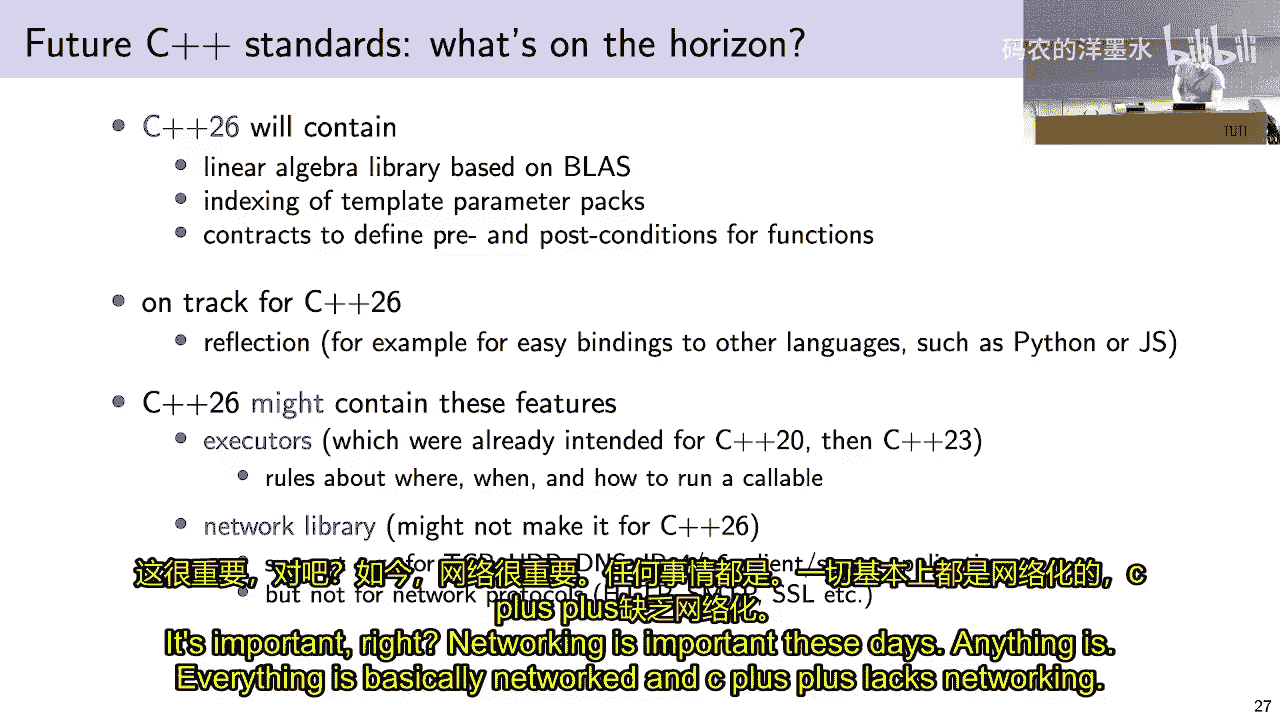 Future C++ standards: what's on the horizon?
码农的洋墨水 bilibili
C++26 will contain
linear algebra library based on BLAS
indexing of template parameter packs
contracts to define pre- and post-conditions for functions
on track for C++26
reflection (for example for easy bindings to other languages, such as Python or JS)
C++26 might contain these features
executors (which were already intended for C++20, then C++23)
rules about where, when, and how to run a callable
network library (might not make it for C++26)
but not for network protocols (HTTP, SMTP, SSL etc.)
这很重要，对吧？如今，网络很重要。任何事情都是。一切基本上都是网络化的，c
plus plus缺乏网络化。
It's important, right? Networking is important these days. Anything is.
Everything is basically networked and c plus plus lacks networking.
27